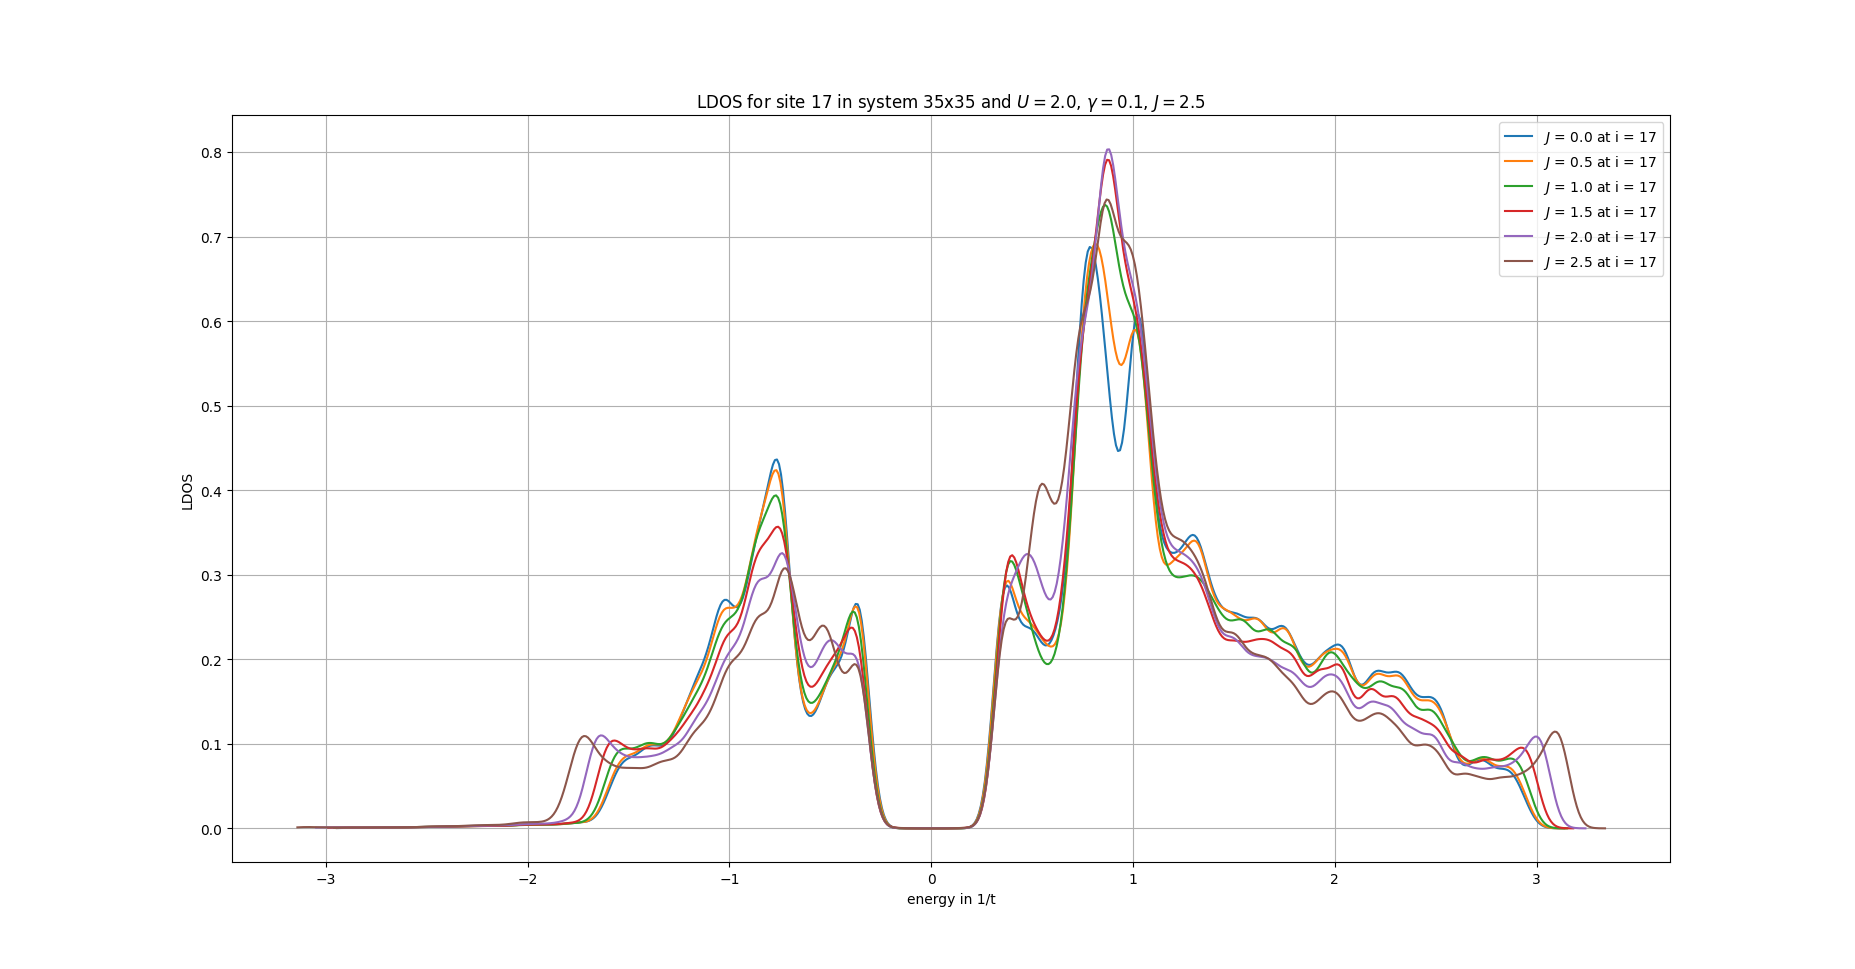 LDOS for site 17 in system 35x35 and U = 2.0, γ = 0.1, J = 2.5
J = 0.0 at i = 17
J = 0.5 at i = 17
J = 1.0 at i = 17
J = 1.5 at i = 17
J = 2.0 at i = 17
J = 2.5 at i = 17
0.8
0.7
0.6
0.5
0.4
0.3
0.2
0.1
0.0
LDOS
−3 −2 −1 0 1 2 3
energy in 1/t